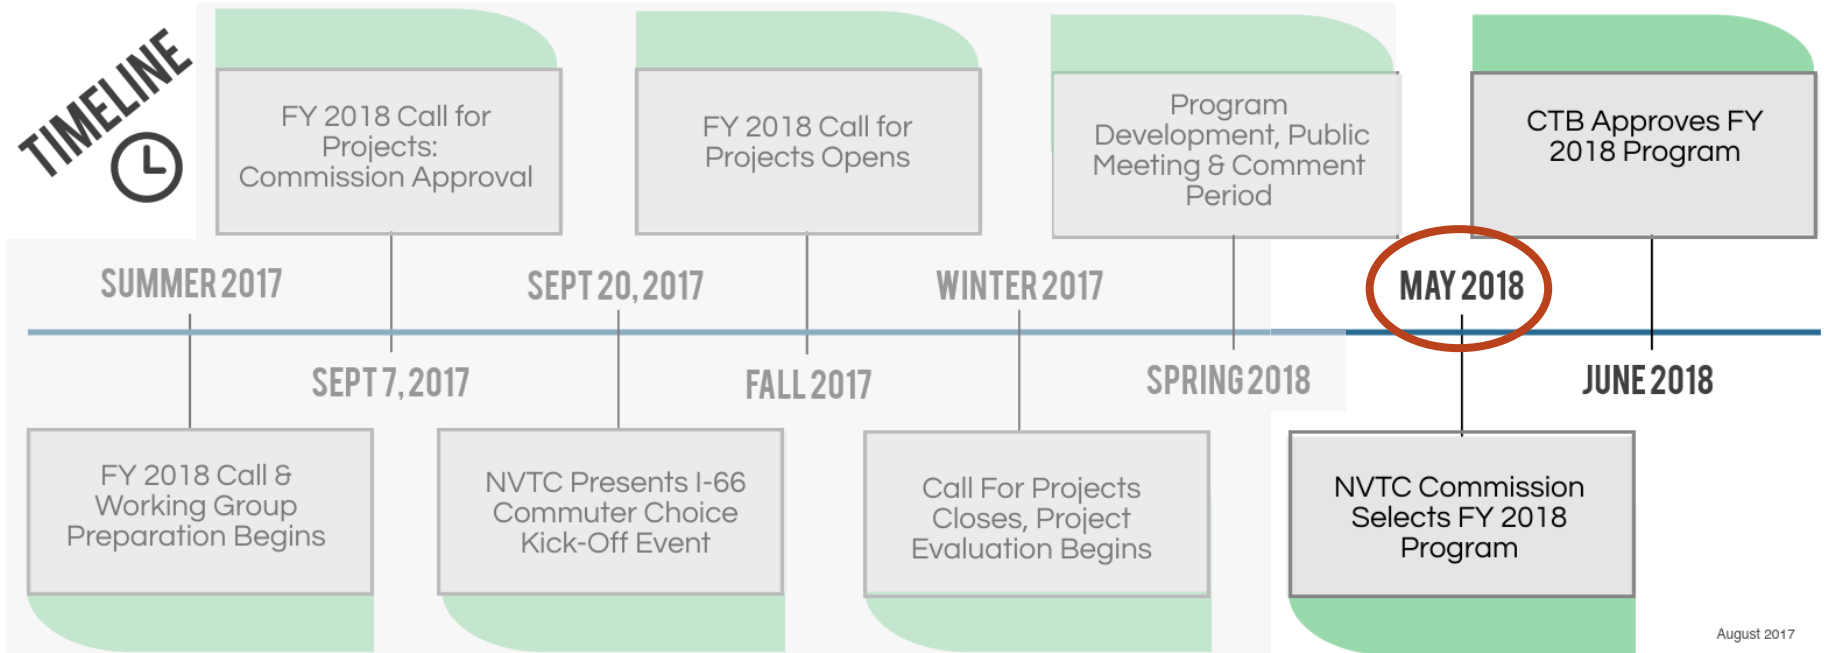 TIMELINE
FY 2018 Call for
Projects:
Commission Approval
FY 2018 Call for
Projects Opens
Program
Development, Public
Meeting & Comment
Period
CTB Approves FY
2018 Program
SUMMER 2017
SEPT 20, 2017
WINTER 2017
MAY 2018
SEPT 7, 2017
FALL 2017
SPRING 2018
JUNE 2018
FY 2018 Call &
Working Group
Preparation Begins
NVTC Presents I-66
Commuter Choice
Kick-Off Event
Call For Projects
Closes, Project
Evaluation Begins
NVTC Commission
Selects FY 2018
Program
August 2017